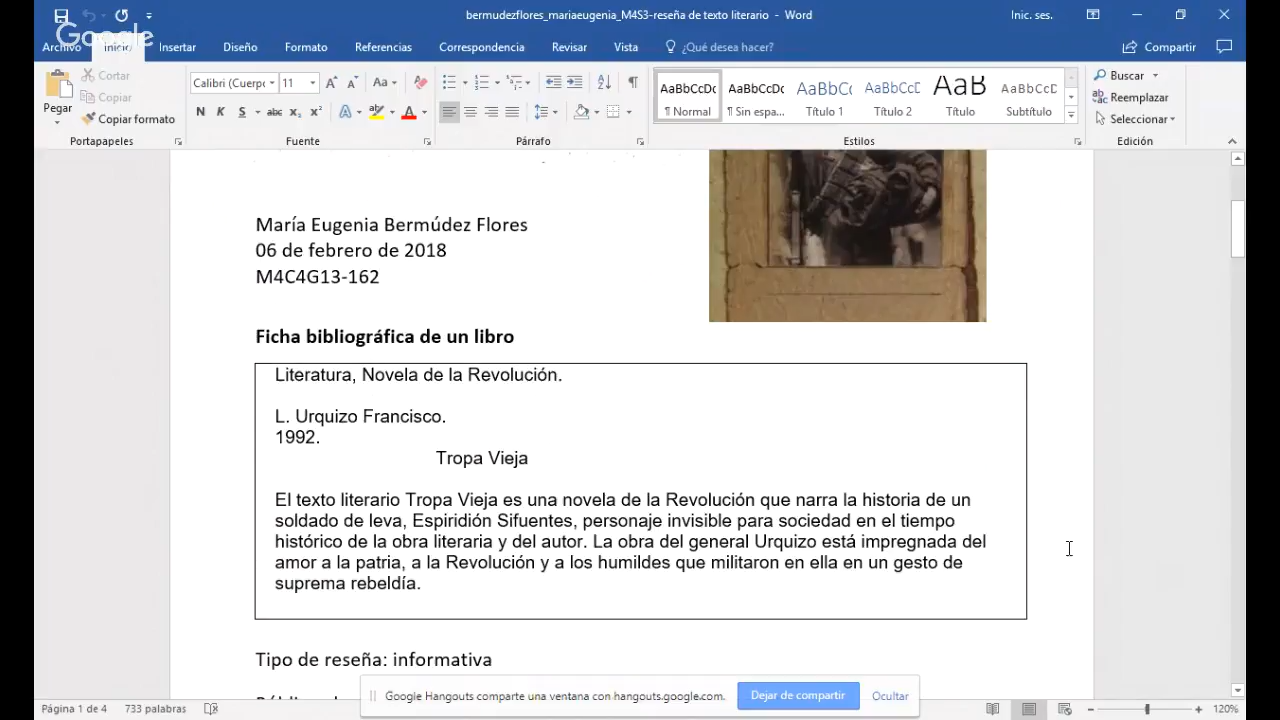 bermudezflores_mariaeugenia_M4S3-reseña de texto literario - Word
Inic. ses.
Google
Archivo Inicio Insertar Diseño Formato Referencias Correspondencia Revisar Vista ¿Qué desea hacer? Compartir
Pegar
Cortar
Copiar
Copiar formato
Portapapeles
Calibri (Cuerpo 11
N K S abc x₂ x²
Fuente
Párrafo
AaBbCcDc AaBbCcDc AaBbCc AaBbCcD AaB AaBbCcD
¶ Normal ¶ Sin espa... Título 1 Título 2 Título Subtítulo
Estilos
Buscar
Reemplazar
Seleccionar
Edición
María Eugenia Bermúdez Flores
06 de febrero de 2018
M4C4G13-162
Ficha bibliográfica de un libro
Literatura, Novela de la Revolución.
L. Urquizo Francisco.
1992.
Tropa Vieja
El texto literario Tropa Vieja es una novela de la Revolución que narra la historia de un
soldado de leva, Espiridión Sifuentes, personaje invisible para sociedad en el tiempo
histórico de la obra literaria y del autor. La obra del general Urquizo está impregnada del
amor a la patria, a la Revolución y a los humildes que militaron en ella en un gesto de
suprema rebeldía.
Tipo de reseña: informativa
Google Hangouts comparte una ventana con hangouts.google.com. Dejar de compartir Ocultar
Página 1 de 4 733 palabras 120%